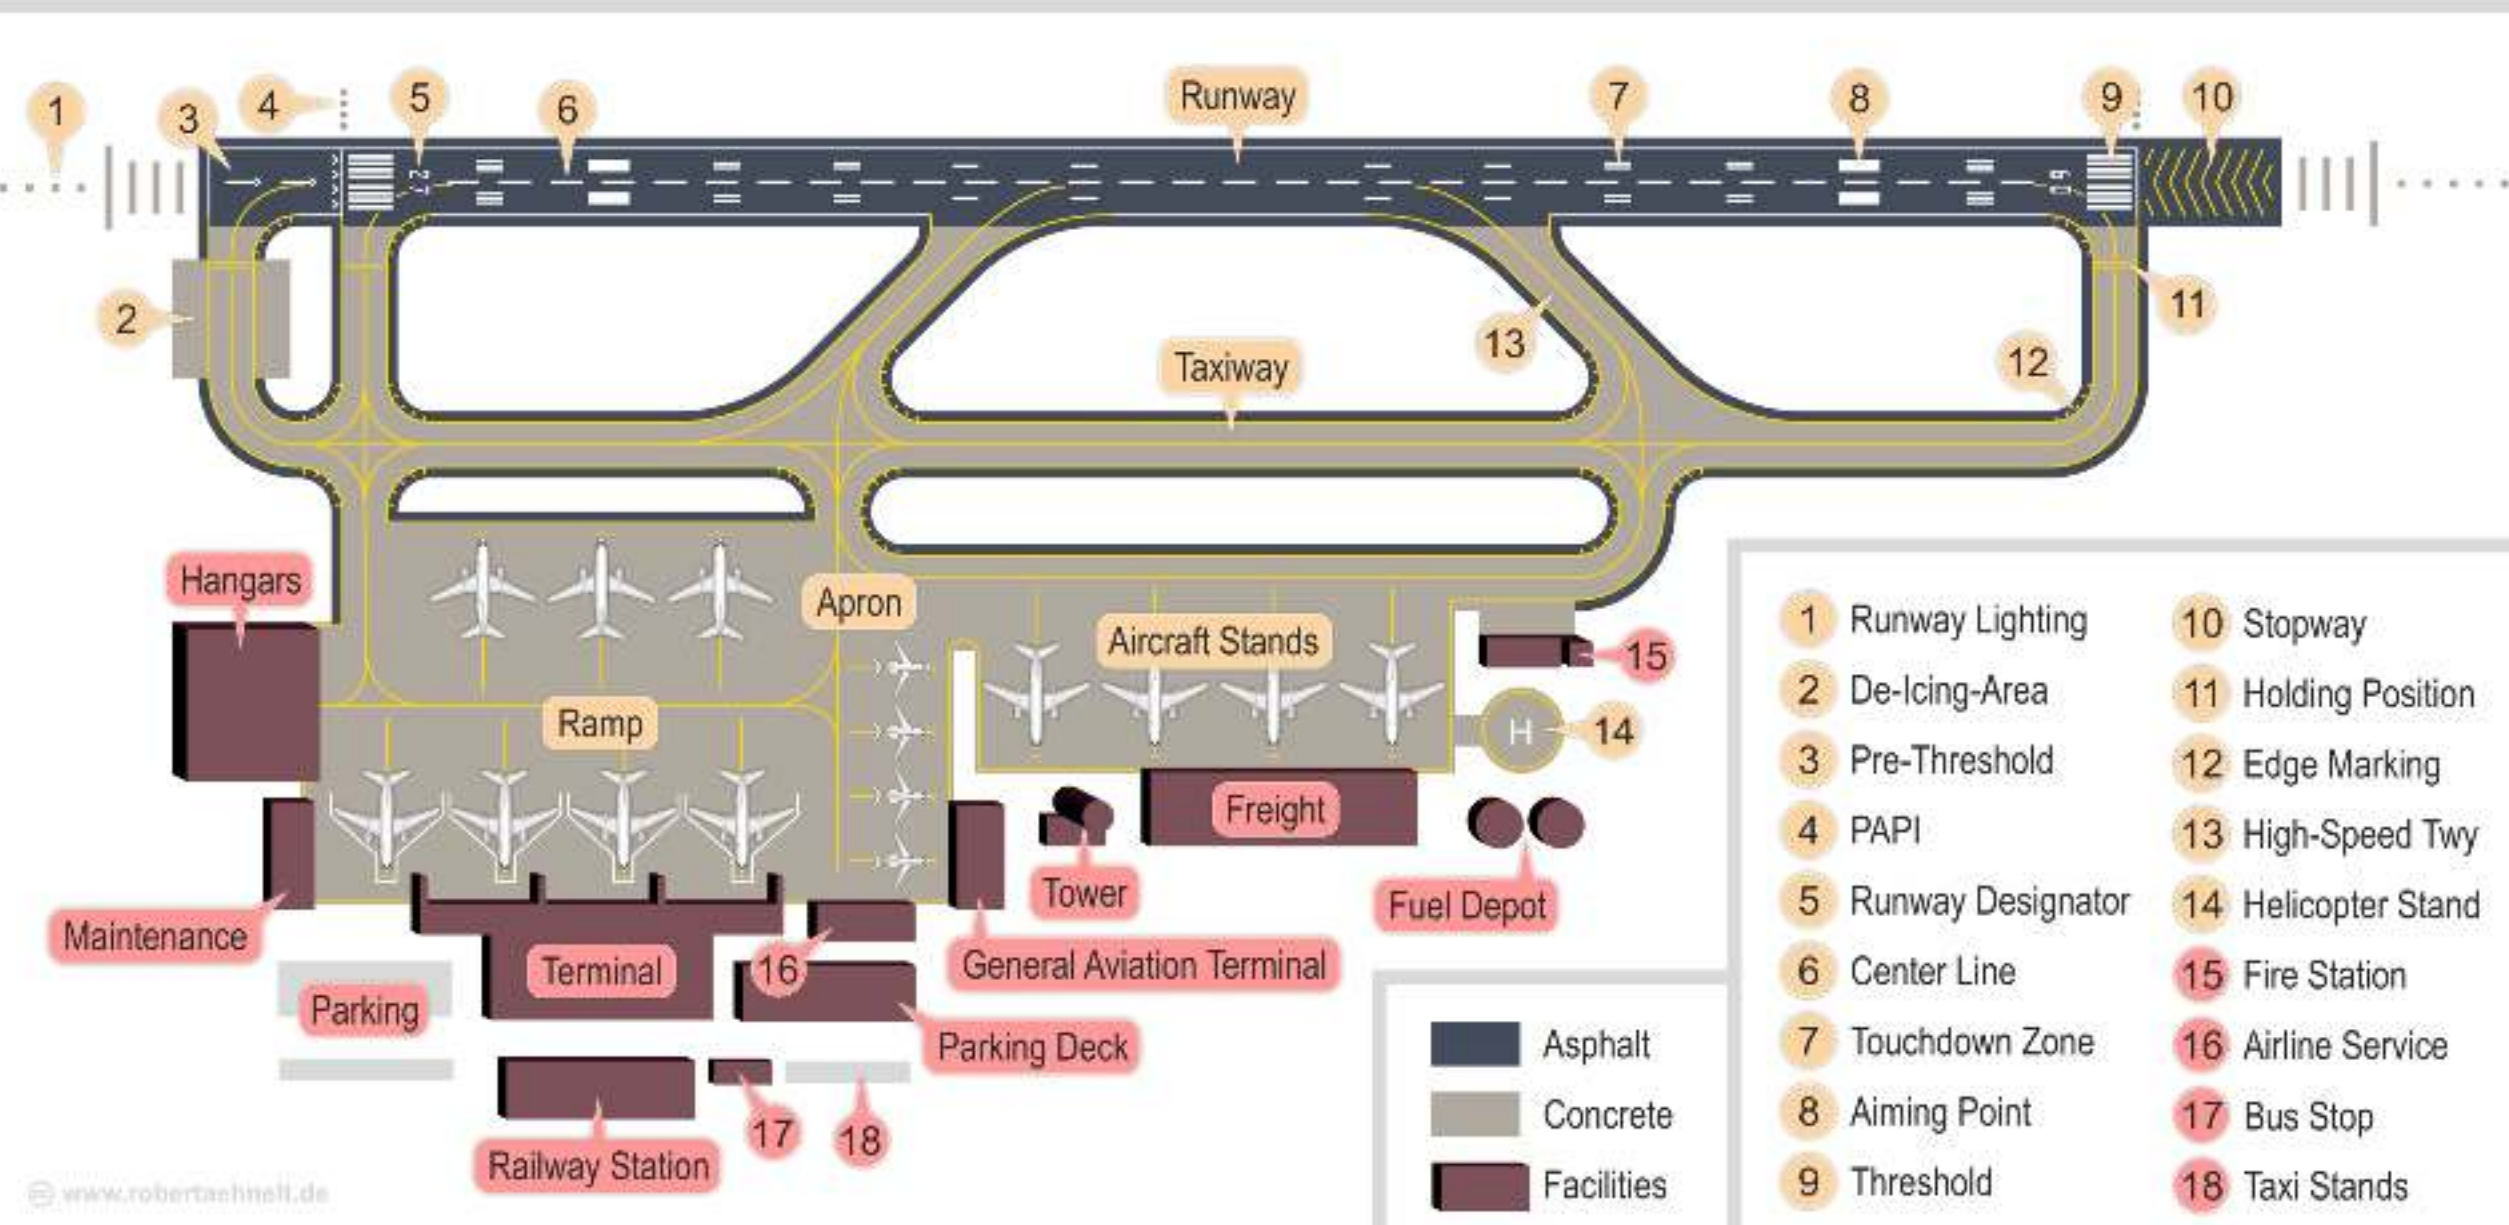 1
3
4
5
6
Runway
7
8
9
10
27
09
2
11
13
12
Taxiway
Hangars
Apron
Aircraft Stands
15
Ramp
H
14
Freight
Tower
Fuel Depot
Maintenance
Terminal
16
General Aviation Terminal
Parking
Parking Deck
Railway Station
17
18
Asphalt
Concrete
Facilities
1 Runway Lighting
2 De-Icing-Area
3 Pre-Threshold
4 PAPI
5 Runway Designator
6 Center Line
7 Touchdown Zone
8 Aiming Point
9 Threshold
10 Stopway
11 Holding Position
12 Edge Marking
13 High-Speed Twy
14 Helicopter Stand
15 Fire Station
16 Airline Service
17 Bus Stop
18 Taxi Stands